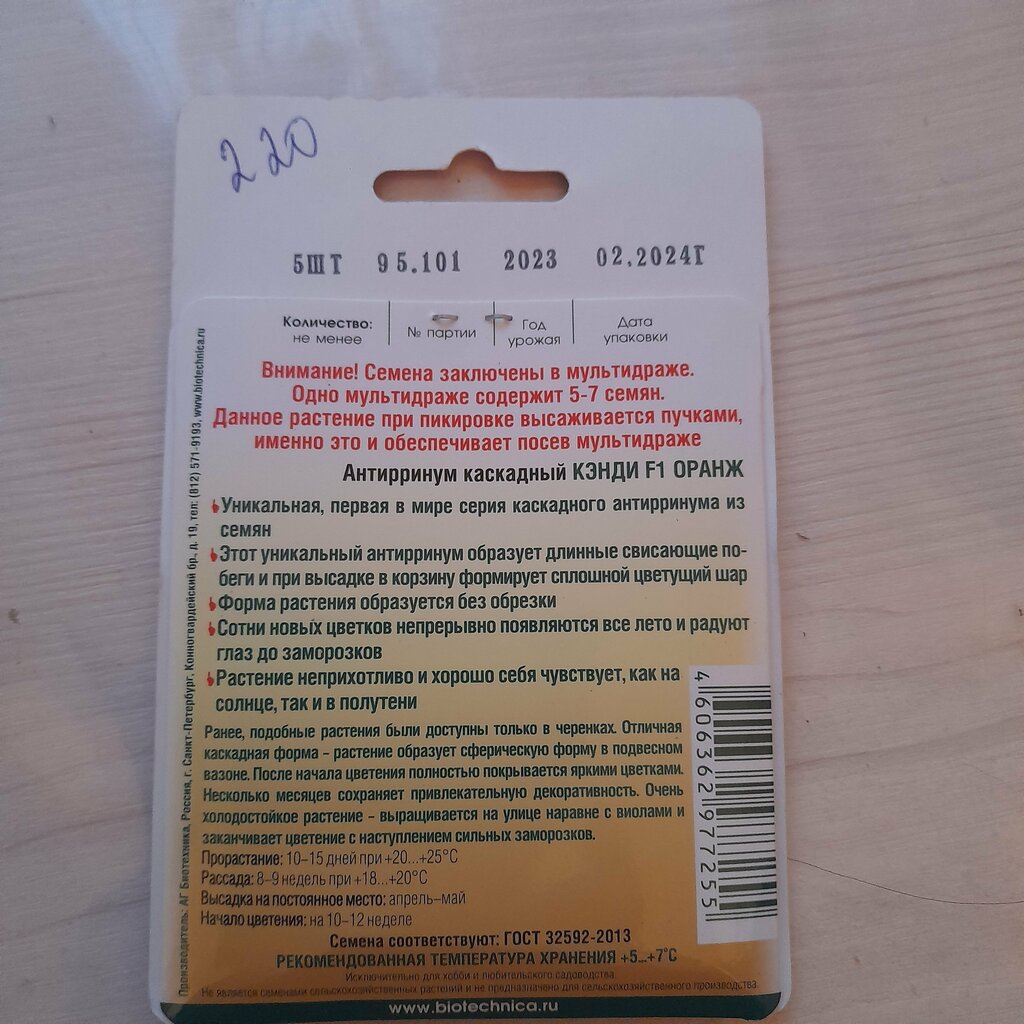 220
5ШТ 95.101 2023 02.2024Г
Количество:
не менее
№ партии
Год
урожая
Дата
упаковки
Внимание! Семена заключены в мультидраже.
Одно мультидраже содержит 5-7 семян.
Данное растение при пикировке высаживается пучками,
именно это и обеспечивает посев мультидраже
Антирринум каскадный КЭНДИ F1 ОРАНЖ
Уникальная, первая в мире серия каскадного антирринума из
семян
Этот уникальный антирринум образует длинные свисающие по-
беги и при высадке в корзину формирует сплошной цветущий шар
Форма растения образуется без обрезки
Сотни новых цветков непрерывно появляются все лето и радуют
глаз до заморозков
Растение неприхотливо и хорошо себя чувствует, как на
солнце, так и в полутени
Ранее, подобные растения были доступны только в черенках. Отличная
каскадная форма – растение образует сферическую форму в подвесном
вазоне. После начала цветения полностью покрывается яркими цветками.
Несколько месяцев сохраняет привлекательную декоративность. Очень
холодостойкое растение – выращивается на улице наравне с виолами и
заканчивает цветение с наступлением сильных заморозков.
Прорастание: 10–15 дней при +20...+25°С
Рассада: 8–9 недель при +18...+20°С
Высадка на постоянное место: апрель–май
Начало цветения: на 10–12 неделе
Семена соответствуют: ГОСТ 32592-2013
РЕКОМЕНДОВАННАЯ ТЕМПЕРАТУРА ХРАНЕНИЯ +5...+7°С
Исключительно для хобби и любительского садоводства.
Не является семенами сельскохозяйственных растений и не предназначено для сельскохозяйственного производства.
www.biotechnica.ru
Производитель: АГ Биотехника, Россия, г. Санкт-Петербург, Конногвардейский бр., д. 19, тел: (812) 571-9193, www.biotechnica.ru
4 606362 977255